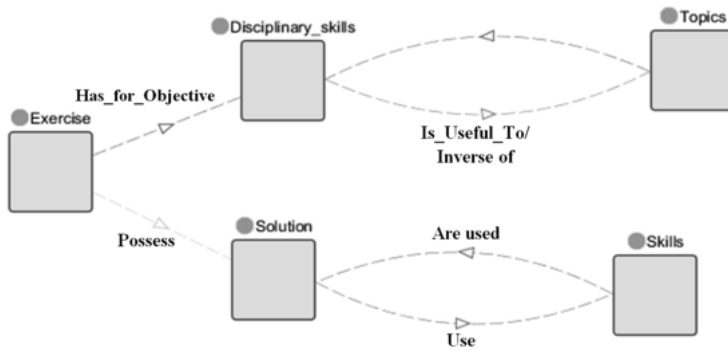 Disciplinary_skills
Topics
Has_for_Objective
Exercise
Is_Useful_To/
Inverse of
Solution
Are used
Skills
Possess
Use